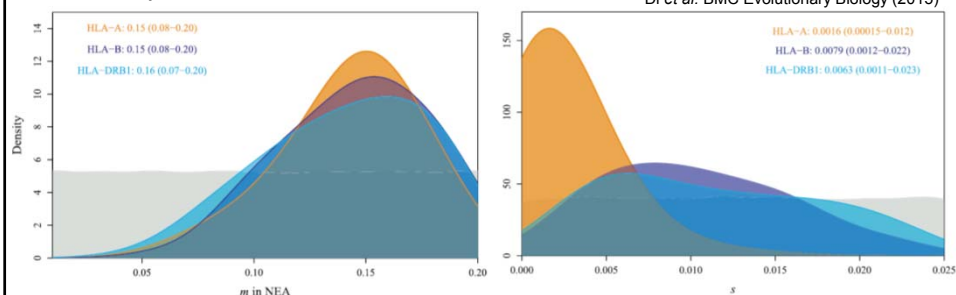 Di et al. BMC Evolutionary Biology (2015)
HLA−A: 0.15 (0.08−0.20)
HLA−B: 0.15 (0.08−0.20)
HLA−DRB1: 0.16 (0.07−0.20)
Density
14
12
10
8
6
4
2
0
0.05
0.10
0.15
0.20
m in NEA
HLA−A: 0.0016 (0.00015−0.012)
HLA−B: 0.0079 (0.0012−0.022)
HLA−DRB1: 0.0063 (0.0011−0.023)
150
100
50
0
0.000
0.005
0.010
0.015
0.020
0.025
s